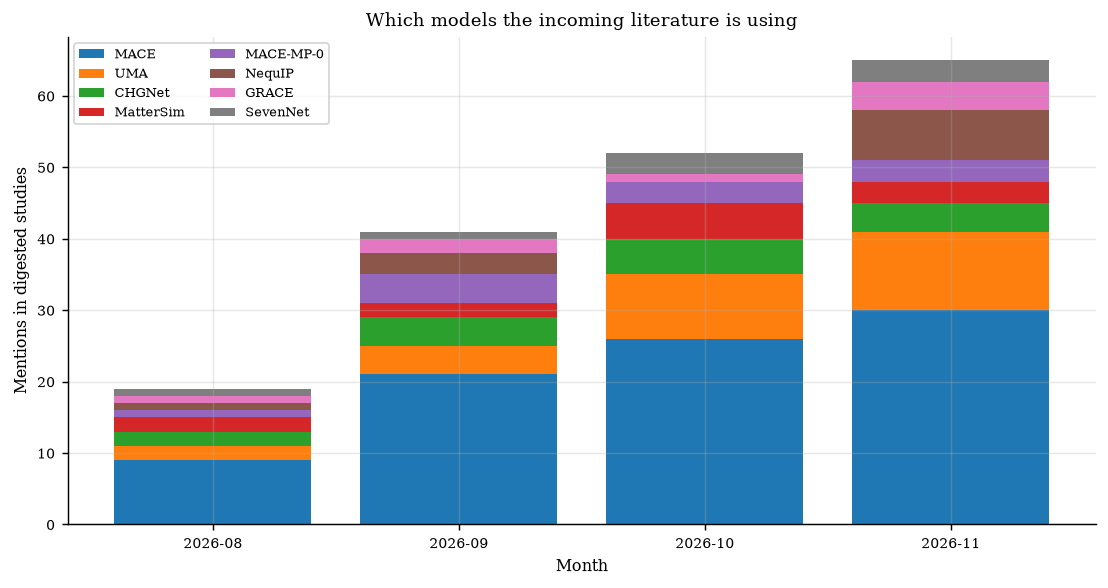 Which models the incoming literature is using
MACE
UMA
CHGNet
MatterSim
MACE-MP-0
NequIP
GRACE
SevenNet
Mentions in digested studies
60
50
40
30
20
10
0
2026-08
2026-09
2026-10
2026-11
Month